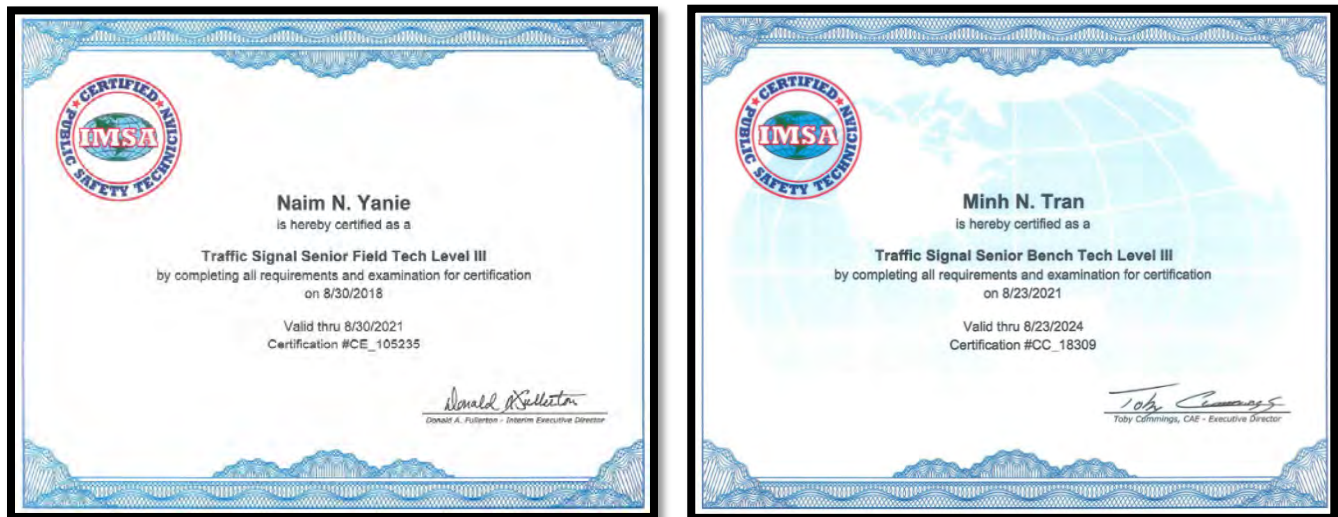 CERTIFIED
PUBLIC SAFETY TECHNICIAN
IMSA
Naim N. Yanie
is hereby certified as a
Traffic Signal Senior Field Tech Level III
by completing all requirements and examination for certification
on 8/30/2018
Valid thru 8/30/2021
Certification #CE_105235
Donald A. Fullerton
Donald A. Fullerton - Interim Executive Director
CERTIFIED
PUBLIC SAFETY TECHNICIAN
IMSA
Minh N. Tran
is hereby certified as a
Traffic Signal Senior Bench Tech Level III
by completing all requirements and examination for certification
on 8/23/2021
Valid thru 8/23/2024
Certification #CC_18309
Toby Cummings
Toby Cummings, CAE - Executive Director